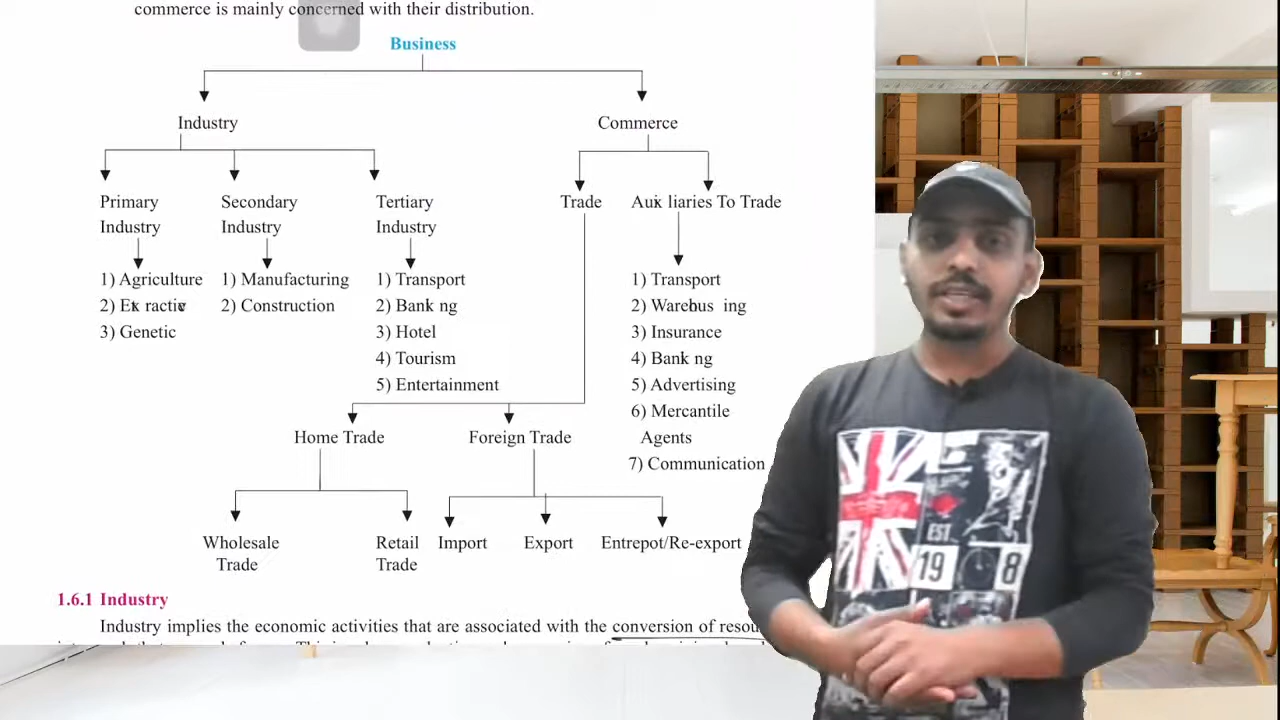 commerce is mainly concerned with their distribution.
Business
Industry
Commerce
Primary
Industry
Secondary
Industry
Tertiary
Industry
Trade
Aux liaries To Trade
1) Agriculture
2) Ex ractive
3) Genetic
1) Manufacturing
2) Construction
1) Transport
2) Bank ng
3) Hotel
4) Tourism
5) Entertainment
1) Transport
2) Warehous ing
3) Insurance
4) Bank ng
5) Advertising
6) Mercantile
Agents
7) Communication
Home Trade
Foreign Trade
Wholesale
Trade
Retail
Trade
Import
Export
Entrepot/Re-export
1.6.1 Industry
Industry implies the economic activities that are associated with the conversion of
EST
19
8